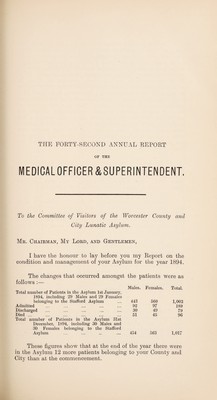 THE FORTY-SECOND ANNUAL REPORT
OF THE
MEDICAL OFFICER & SUPERINTENDENT.
To the Committee of Visitors of the Worcester County and
City Lunatic Asylum.
MR. CHAIRMAN, MY LORD, AND GENTLEMEN,
I have the honour to lay before you my Report on the
condition and management of your Asylum for the year 1894.
The changes that occurred amongst the patients were as
follows :—
Males. Females. Total.
Total number of Patients in the Asylum 1st January,
1894, including 39 Males and 29 Females
belonging to the Stafford Asylum ... 443 560 1,003
Admitted ... ... ... ... 92 97 189
Discharged ... ... ... ... 30 49 79
Died ... ... ... ... 51 45 96
Total number of Patients in the Asylum 31st
December, 1894, including 39 Males and
30 Females belonging to the Stafford
Asylum ... ... ... ... 454 563 1,017
These figures show that at the end of the year there were
in the Asylum 12 more patients belonging to your County and
City than at the commencement.